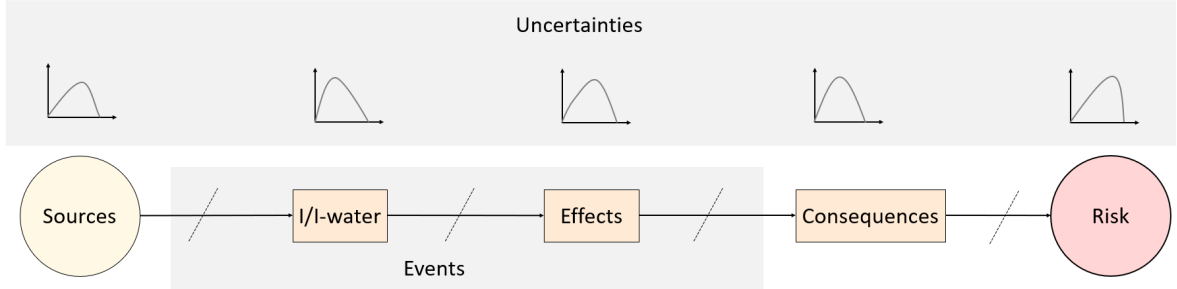 Uncertainties
Sources
I/I-water
Effects
Consequences
Risk
Events